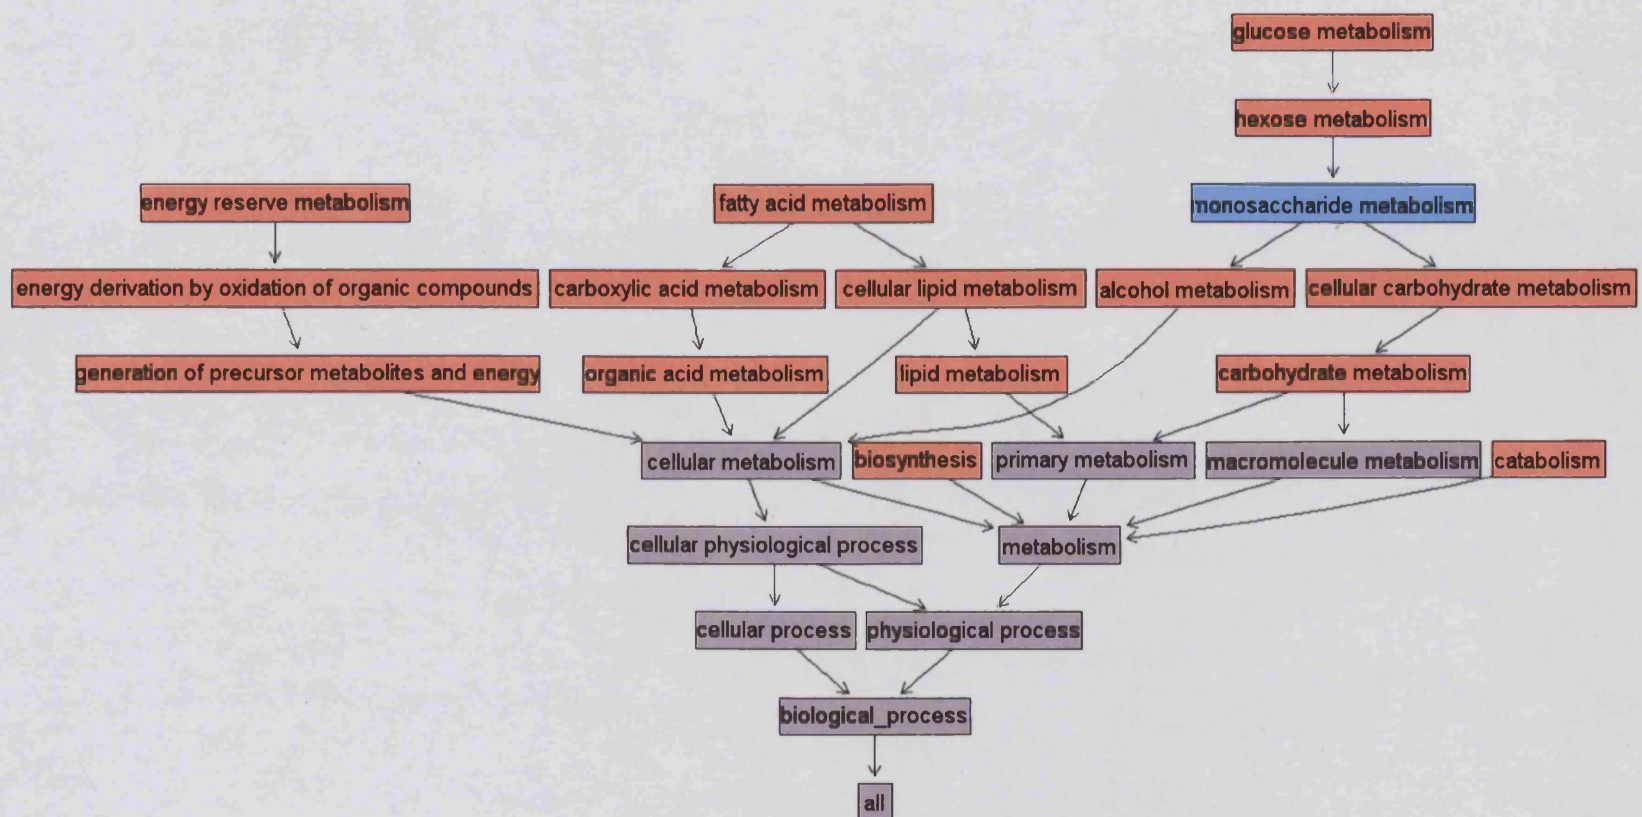 glucose metabolism
hexose metabolism
energy reserve metabolism
fatty acid metabolism
monosaccharide metabolism
energy derivation by oxidation of organic compounds
carboxylic acid metabolism
cellular lipid metabolism
alcohol metabolism
cellular carbohydrate metabolism
generation of precursor metabolites and energy
organic acid metabolism
lipid metabolism
carbohydrate metabolism
cellular metabolism
biosynthesis
primary metabolism
macromolecule metabolism
catabolism
cellular physiological process
metabolism
cellular process
physiological process
biological_process
all